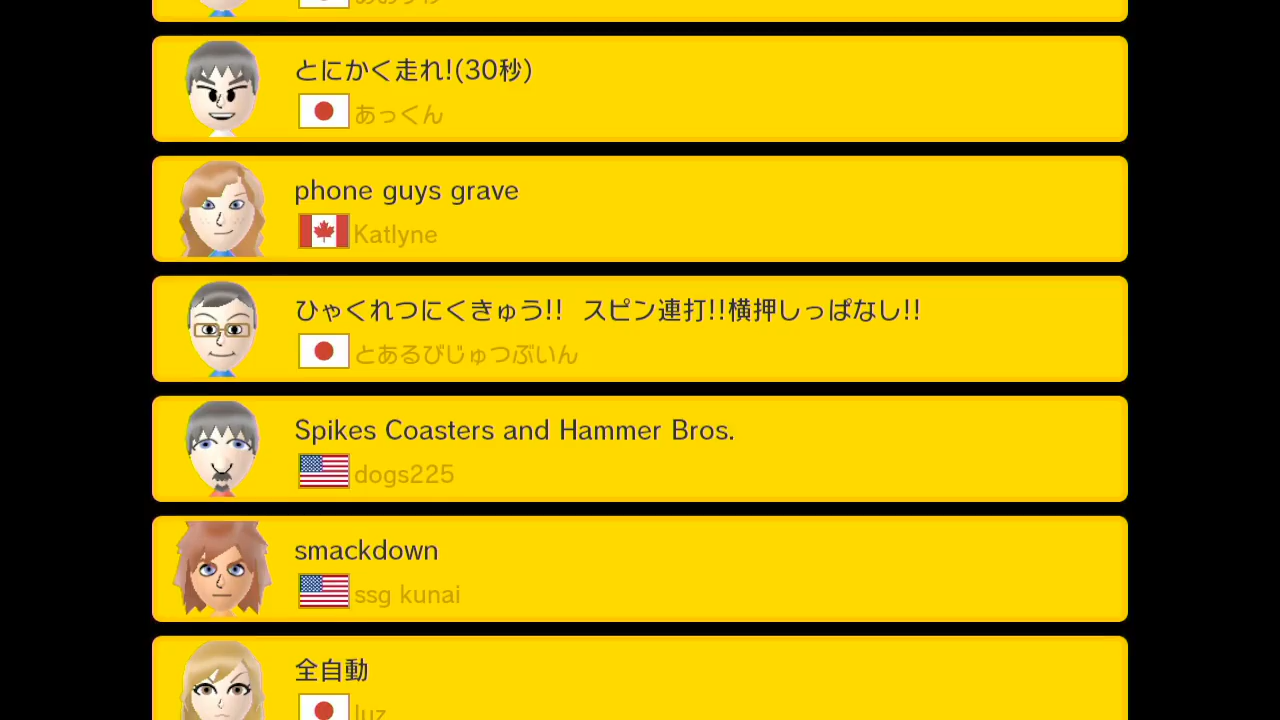 とにかく走れ!(30秒)
あっくん
phone guys grave
Katlyne
ひゃくれつにくきゅう!! スピン連打!!横押しっぱなし!!
とあるびじゅつぶいん
Spikes Coasters and Hammer Bros.
dogs225
smackdown
ssg kunai
全自動
luz